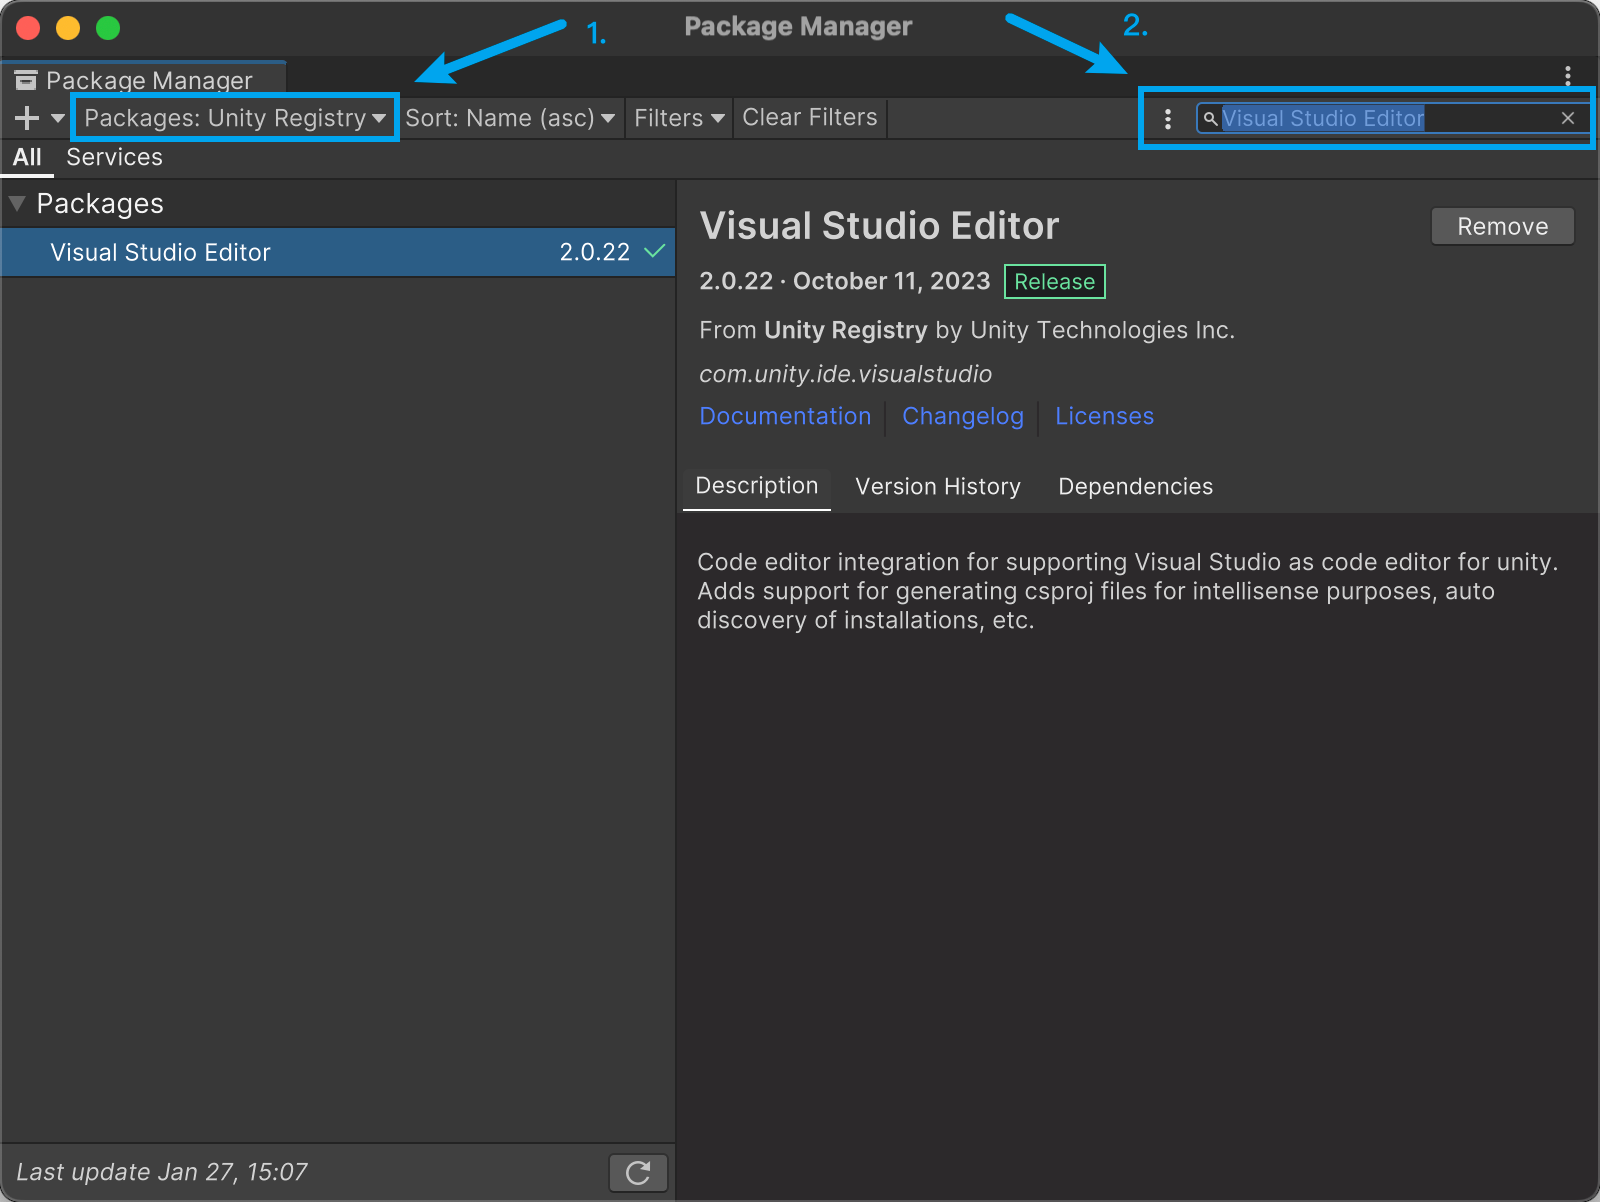 Package Manager
1.
2.
Package Manager
Packages: Unity Registry
Sort: Name (asc)
Filters
Clear Filters
Visual Studio Editor
All
Services
Packages
Visual Studio Editor 2.0.22
Visual Studio Editor
Remove
2.0.22 · October 11, 2023 Release
From Unity Registry by Unity Technologies Inc.
com.unity.ide.visualstudio
Documentation
Changelog
Licenses
Description
Version History
Dependencies
Code editor integration for supporting Visual Studio as code editor for unity.
Adds support for generating csproj files for intellisense purposes, auto
discovery of installations, etc.
Last update Jan 27, 15:07